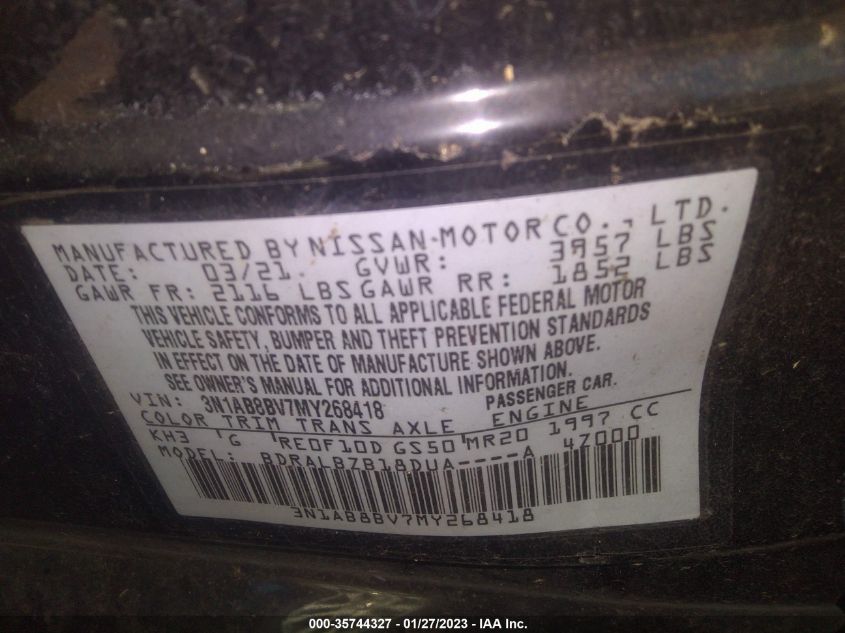 MANUFACTURED BY NISSAN MOTOR CO., LTD.
DATE: 03/21 GVWR: 3957 LBS
GAWR FR: 2116 LBS GAWR RR: 1852 LBS
THIS VEHICLE CONFORMS TO ALL APPLICABLE FEDERAL MOTOR
VEHICLE SAFETY, BUMPER AND THEFT PREVENTION STANDARDS
IN EFFECT ON THE DATE OF MANUFACTURE SHOWN ABOVE.
SEE OWNER'S MANUAL FOR ADDITIONAL INFORMATION.
VIN: 3N1AB8BV7MY268418 PASSENGER CAR.
COLOR TRIM TRANS AXLE ENGINE
KH3 G RE0F10D GS50 MR20 1997 CC
MODEL: BDRALBZB18DUA----A 4Z000
3N1AB8BV7MY268418
000-35744327 - 01/27/2023 - IAA Inc.